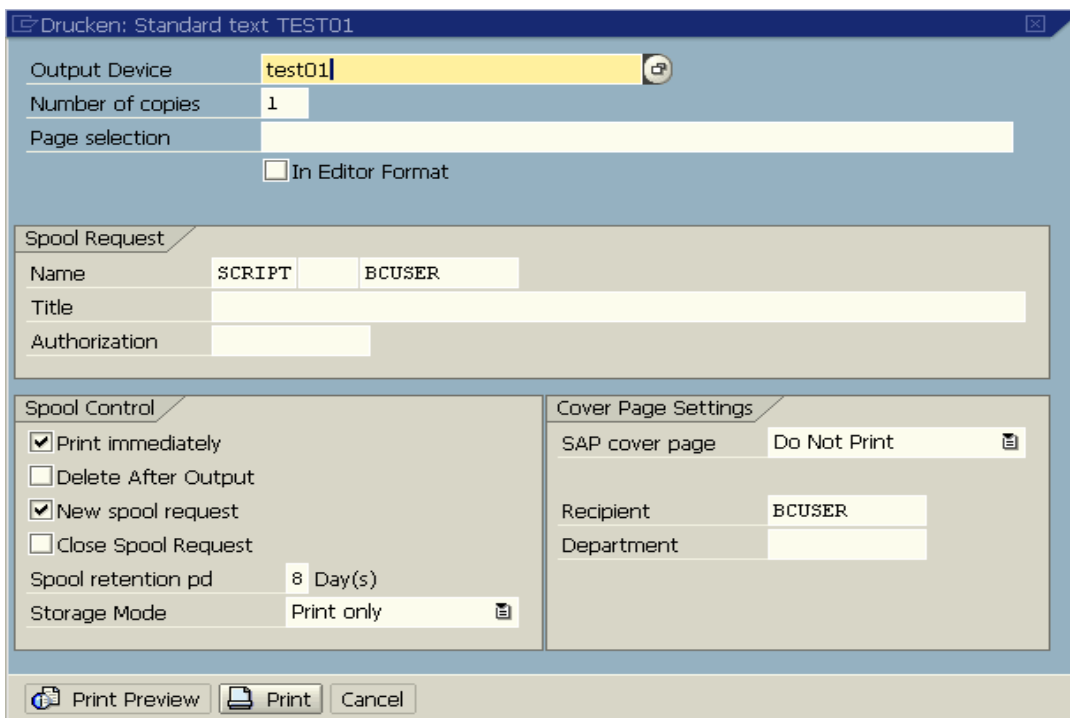 Drucken: Standard text TEST01
Output Device test01
Number of copies 1
Page selection
In Editor Format
Spool Request
Name SCRIPT BCUSER
Title
Authorization
Spool Control
Print immediately
Delete After Output
New spool request
Close Spool Request
Spool retention pd 8 Day(s)
Storage Mode Print only
Cover Page Settings
SAP cover page Do Not Print
Recipient BCUSER
Department
Print Preview Print Cancel